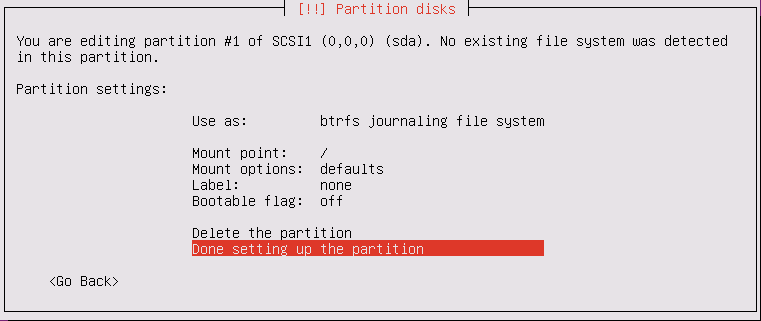 [!!] Partition disks
You are editing partition #1 of SCSI1 (0,0,0) (sda). No existing file system was detected
in this partition.
Partition settings:
Use as: btrfs journaling file system
Mount point: /
Mount options: defaults
Label: none
Bootable flag: off
Delete the partition
Done setting up the partition
<Go Back>